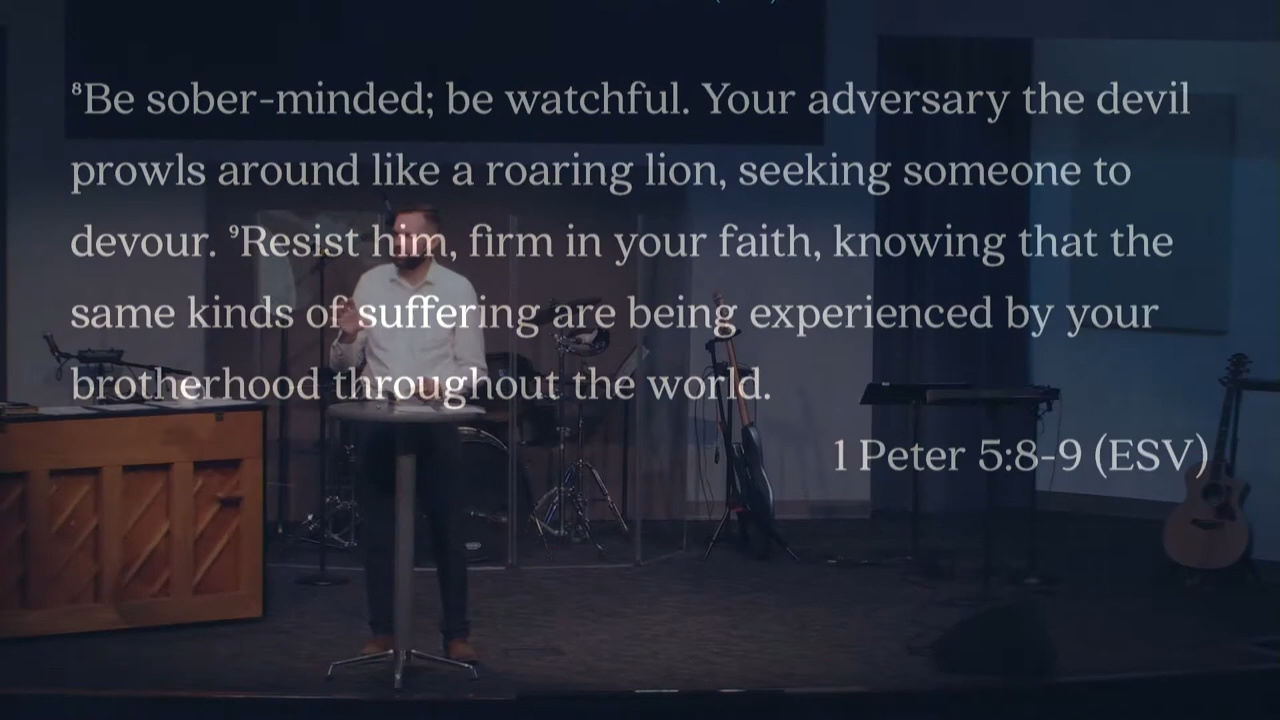 ⁸Be sober-minded; be watchful. Your adversary the devil
prowls around like a roaring lion, seeking someone to
devour. ⁹Resist him, firm in your faith, knowing that the
same kinds of suffering are being experienced by your
brotherhood throughout the world.
1 Peter 5:8-9 (ESV)